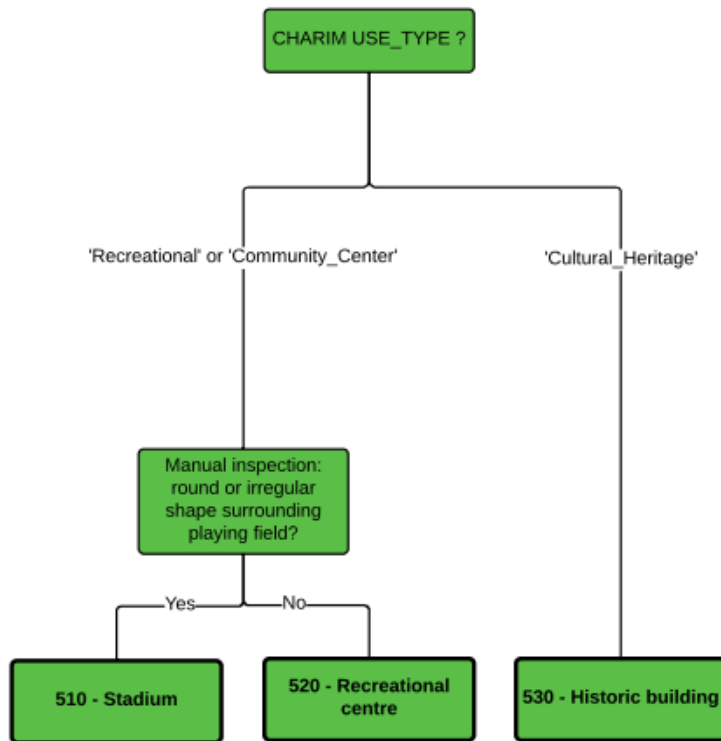 CHARIM USE_TYPE ?
'Recreational' or 'Community_Center'
'Cultural_Heritage'
Manual inspection:
round or irregular
shape surrounding
playing field?
Yes
No
510 - Stadium
520 - Recreational
centre
530 - Historic building